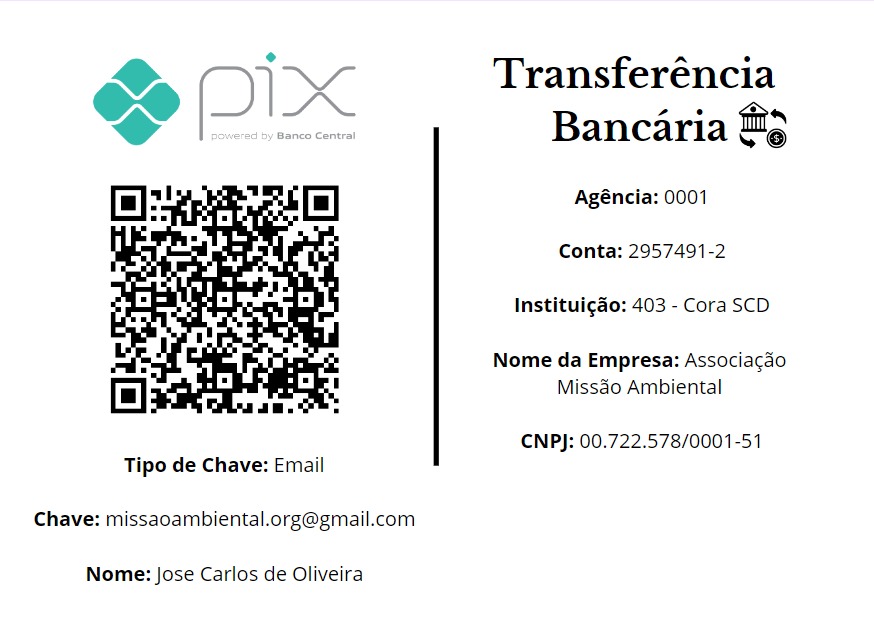 pix
powered by Banco Central
Tipo de Chave: Email
Chave: missaoambiental.org@gmail.com
Nome: Jose Carlos de Oliveira
Transferência
Bancária
Agência: 0001
Conta: 2957491-2
Instituição: 403 - Cora SCD
Nome da Empresa: Associação
Missão Ambiental
CNPJ: 00.722.578/0001-51